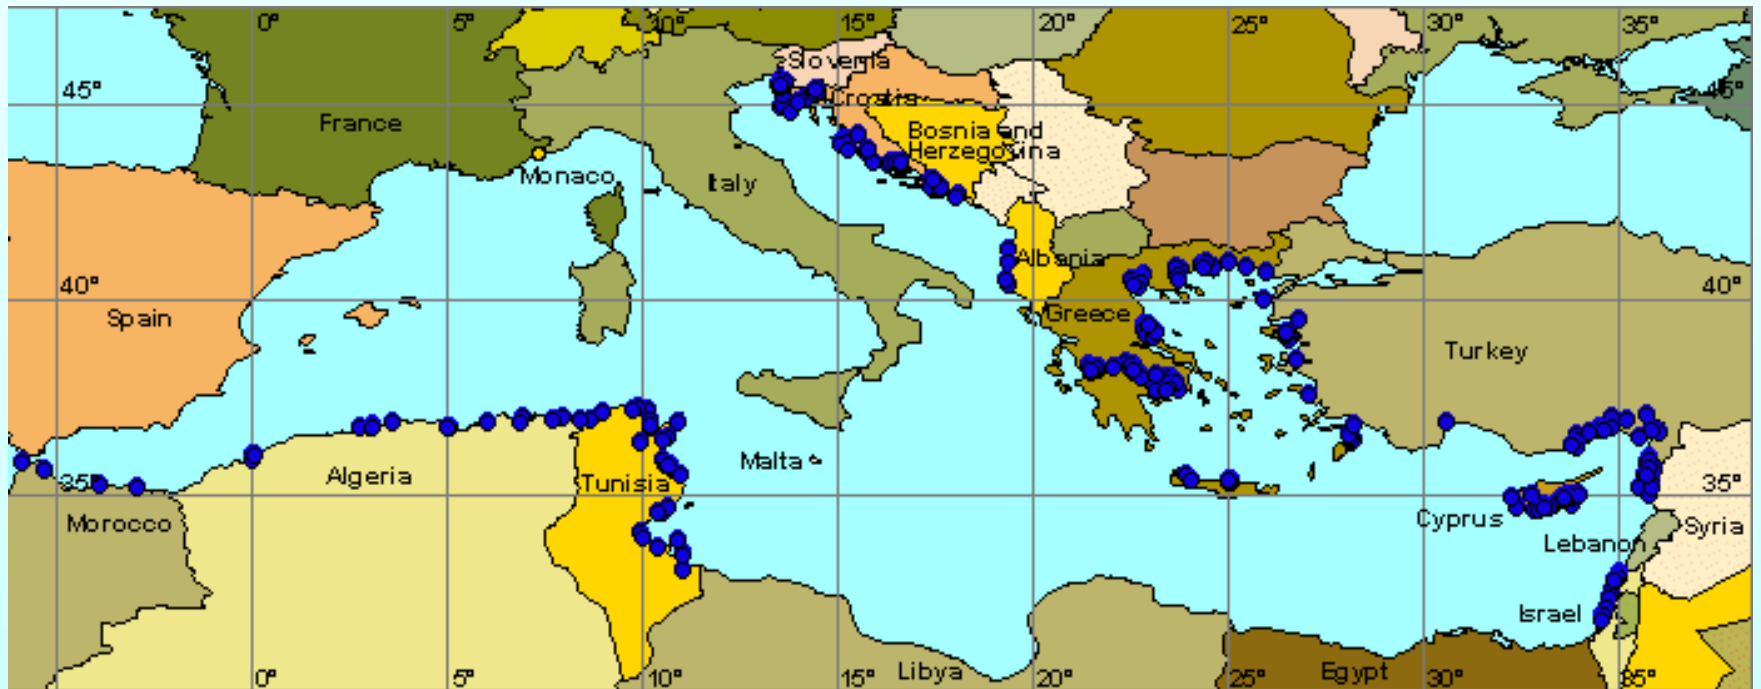 0° 5° 10° 15° 20° 25° 30° 35°
Slovenia
45° 45°
Croatia
France
Bosnia and
Herzegovina
Monaco
Italy
Albania
40° 40°
Spain
Greece
Turkey
Malta
Algeria
35° Tunisia 35°
Morocco
Cyprus
Syria
Lebanon
Israel
Libya
Egypt
0° 5° 10° 15° 20° 25° 30° 35°